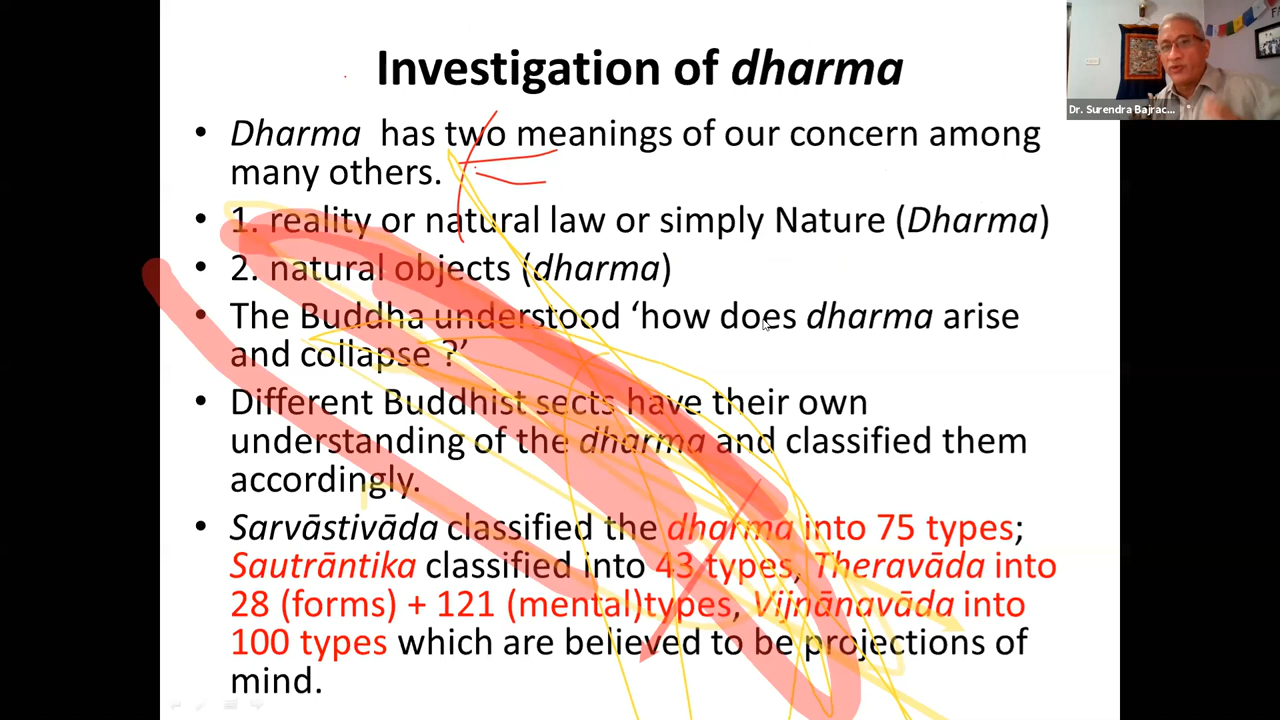 Investigation of dharma
• Dharma has two meanings of our concern among
many others.
• 1. reality or natural law or simply Nature (Dharma)
• 2. natural objects (dharma)
• The Buddha understood ‘how does dharma arise
and collapse ?’
• Different Buddhist sects have their own
understanding of the dharma and classified them
accordingly.
• Sarvāstivāda classified the dharma into 75 types;
Sautrāntika classified into 43 types, Theravāda into
28 (forms) + 121 (mental)types, Vijnānavāda into
100 types which are believed to be projections of
mind.
Dr. Surendra Bajrac...